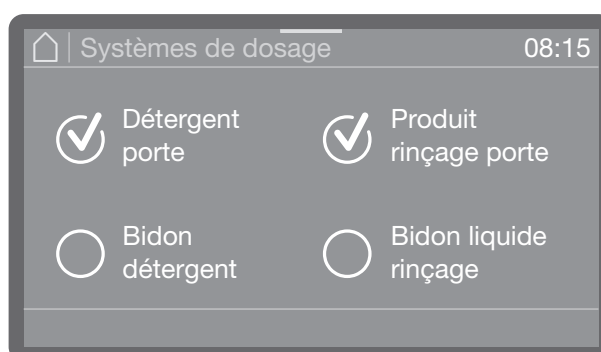 Systèmes de dosage 08:15
Détergent
porte
Produit
rinçage porte
Bidon
détergent
Bidon liquide
rinçage